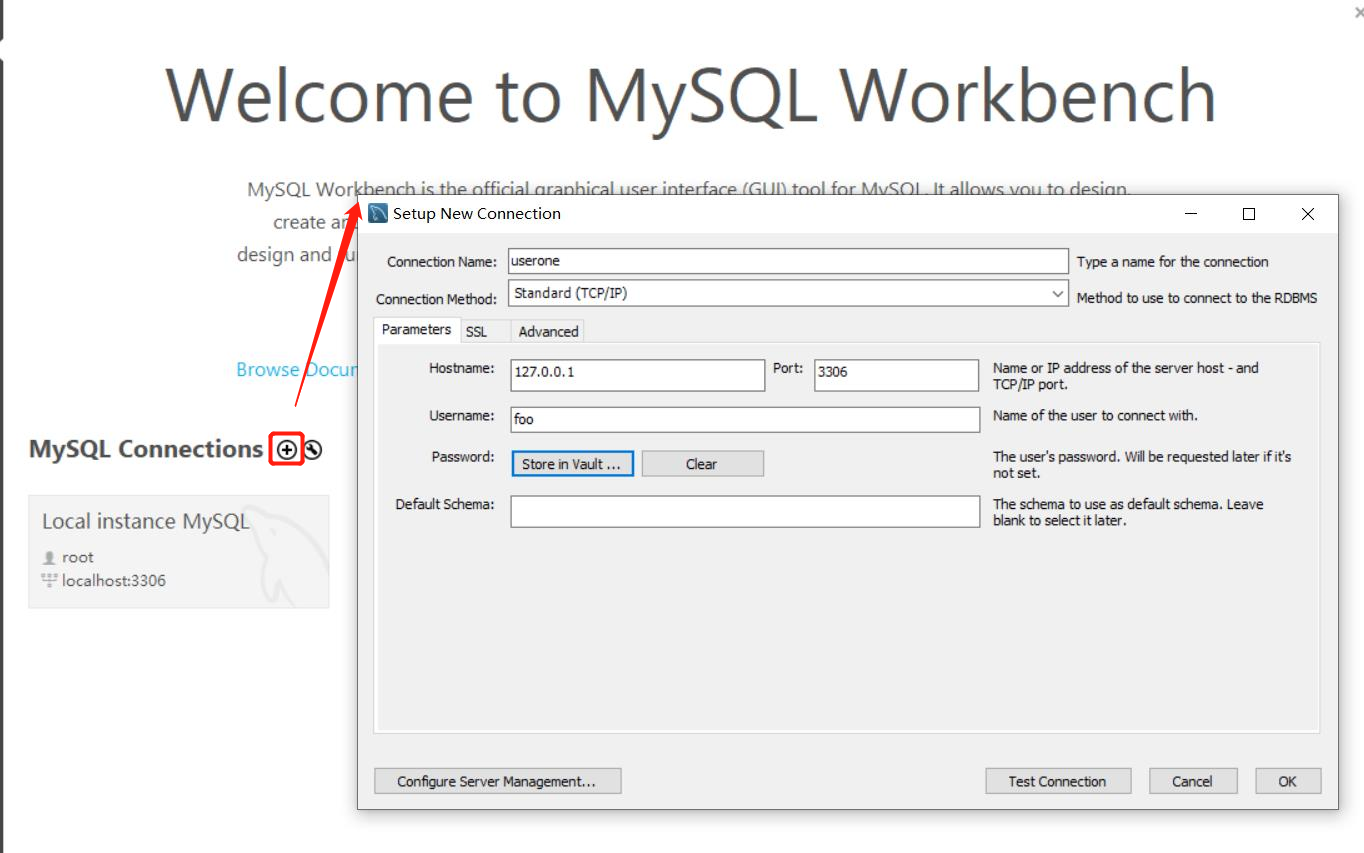 Welcome to MySQL Workbench
MySQL Workbench is the official graphical user interface (GUI) tool for MySQL. It allows you to design,
create
design and
Browse
MySQL Connections
Local instance MySQL
root
localhost:3306
Setup New Connection
Connection Name: userone Type a name for the connection
Connection Method: Standard (TCP/IP) Method to use to connect to the RDBMS
Parameters SSL Advanced
Hostname: 127.0.0.1 Port: 3306 Name or IP address of the server host - and
TCP/IP port.
Username: foo Name of the user to connect with.
Password: Store in Vault ... Clear The user's password. Will be requested later if it's
not set.
Default Schema: The schema to use as default schema. Leave
blank to select it later.
Configure Server Management... Test Connection Cancel OK